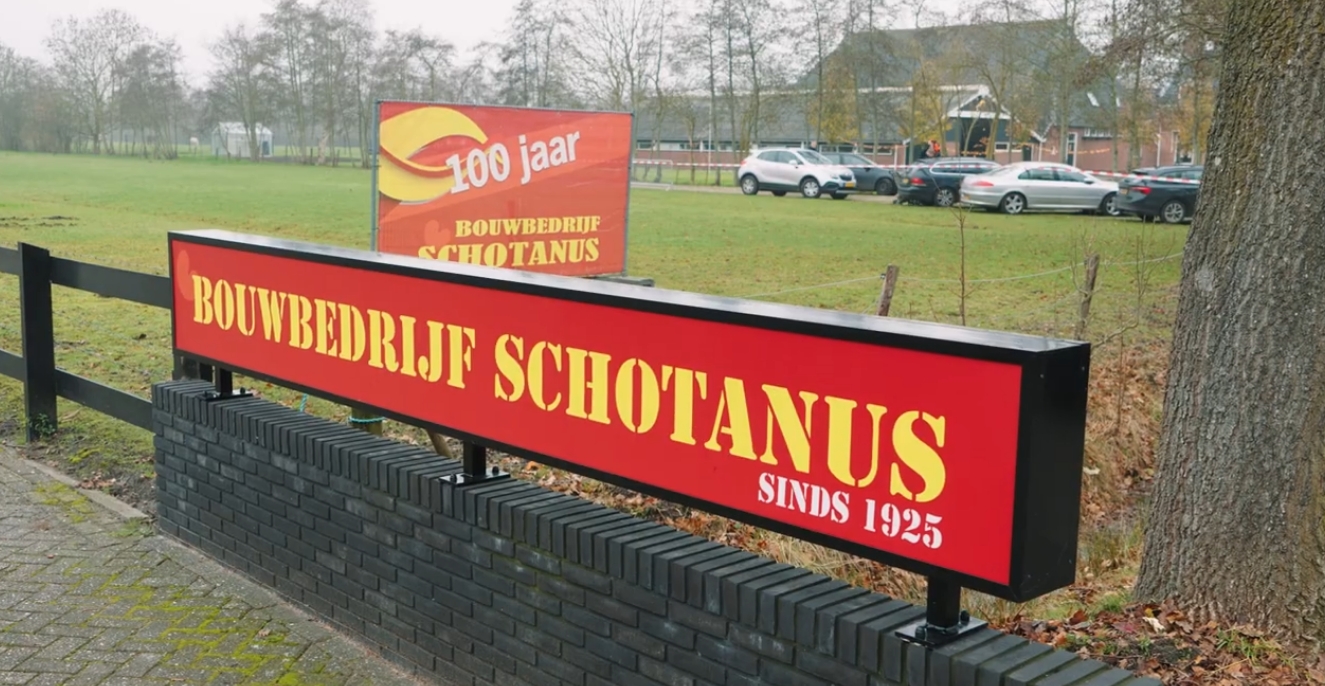 100 jaar
BOUWBEDRIJF
SCHOTANUS
BOUWBEDRIJF SCHOTANUS
SINDS 1925